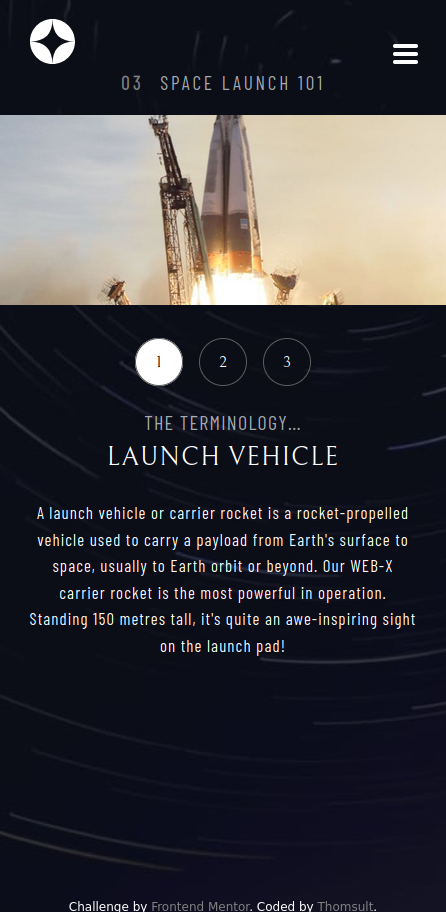 03 SPACE LAUNCH 101
1 2 3
THE TERMINOLOGY...
LAUNCH VEHICLE
A launch vehicle or carrier rocket is a rocket-propelled
vehicle used to carry a payload from Earth's surface to
space, usually to Earth orbit or beyond. Our WEB-X
carrier rocket is the most powerful in operation.
Standing 150 metres tall, it's quite an awe-inspiring sight
on the launch pad!
Challenge by Frontend Mentor. Coded by Thomsult.